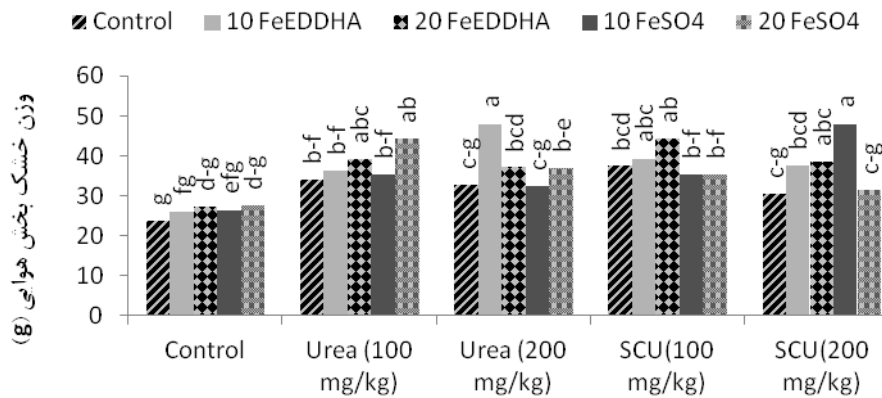 Control 10 FeEDDHA 20 FeEDDHA 10 FeSO4 20 FeSO4
وزن خشک بخش هوایی (g)
60
50
40
30
20
10
0
g fg d-g efg d-g
b-f b-f abc b-f ab
c-g a bcd c-g b-e
bcd abc ab b-f b-f
c-g bcd abc a c-g
Control
Urea (100
mg/kg)
Urea (200
mg/kg)
SCU(100
mg/kg)
SCU(200
mg/kg)